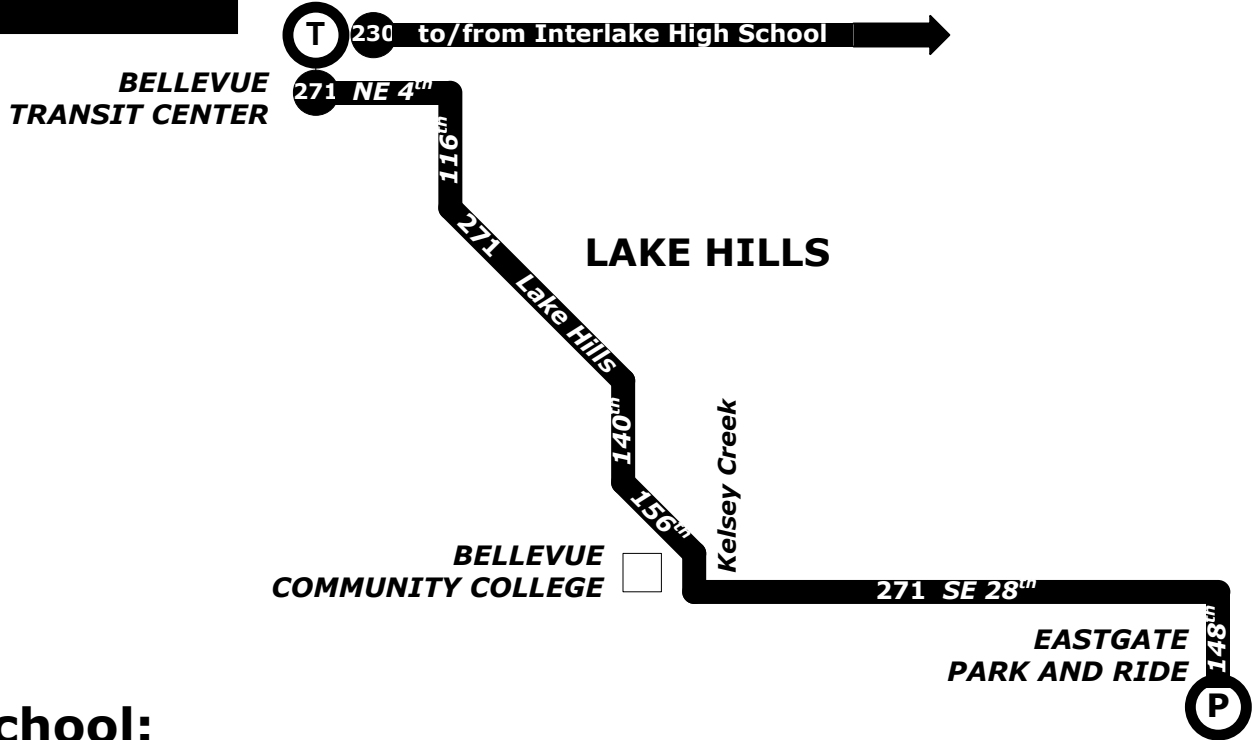 T 230 to/from Interlake High School
BELLEVUE
TRANSIT CENTER
271 NE 4th
116th
271 Lake Hills
LAKE HILLS
140th
156th
Kelsey Creek
BELLEVUE
COMMUNITY COLLEGE
271 SE 28th
148th
EASTGATE
PARK AND RIDE
P
chool: